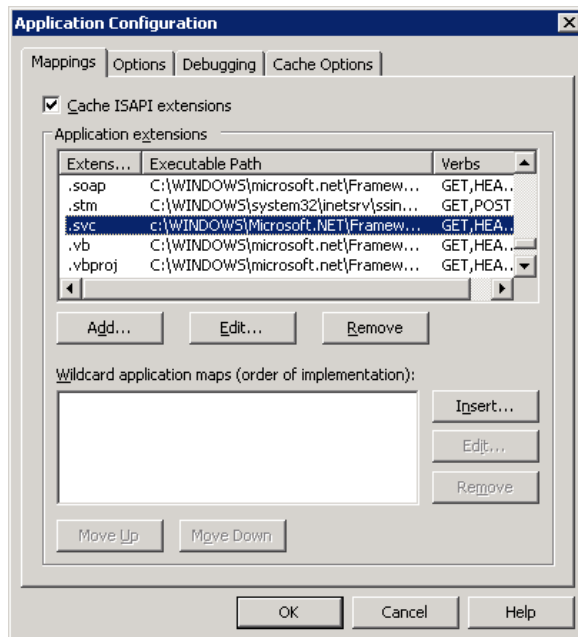 Application Configuration
Mappings Options Debugging Cache Options
Cache ISAPI extensions
Application extensions
Extens... Executable Path Verbs
.soap C:\WINDOWS\microsoft.net\Framew... GET,HEA...
.stm C:\WINDOWS\system32\inetsrv\ssin... GET,POST
.svc c:\WINDOWS\Microsoft.NET\Framew... GET,HEA...
.vb C:\WINDOWS\microsoft.net\Framew... GET,HEA...
.vbproj C:\WINDOWS\microsoft.net\Framew... GET,HEA...
Add... Edit... Remove
Wildcard application maps (order of implementation):
Insert...
Edit...
Remove
Move Up Move Down
OK Cancel Help